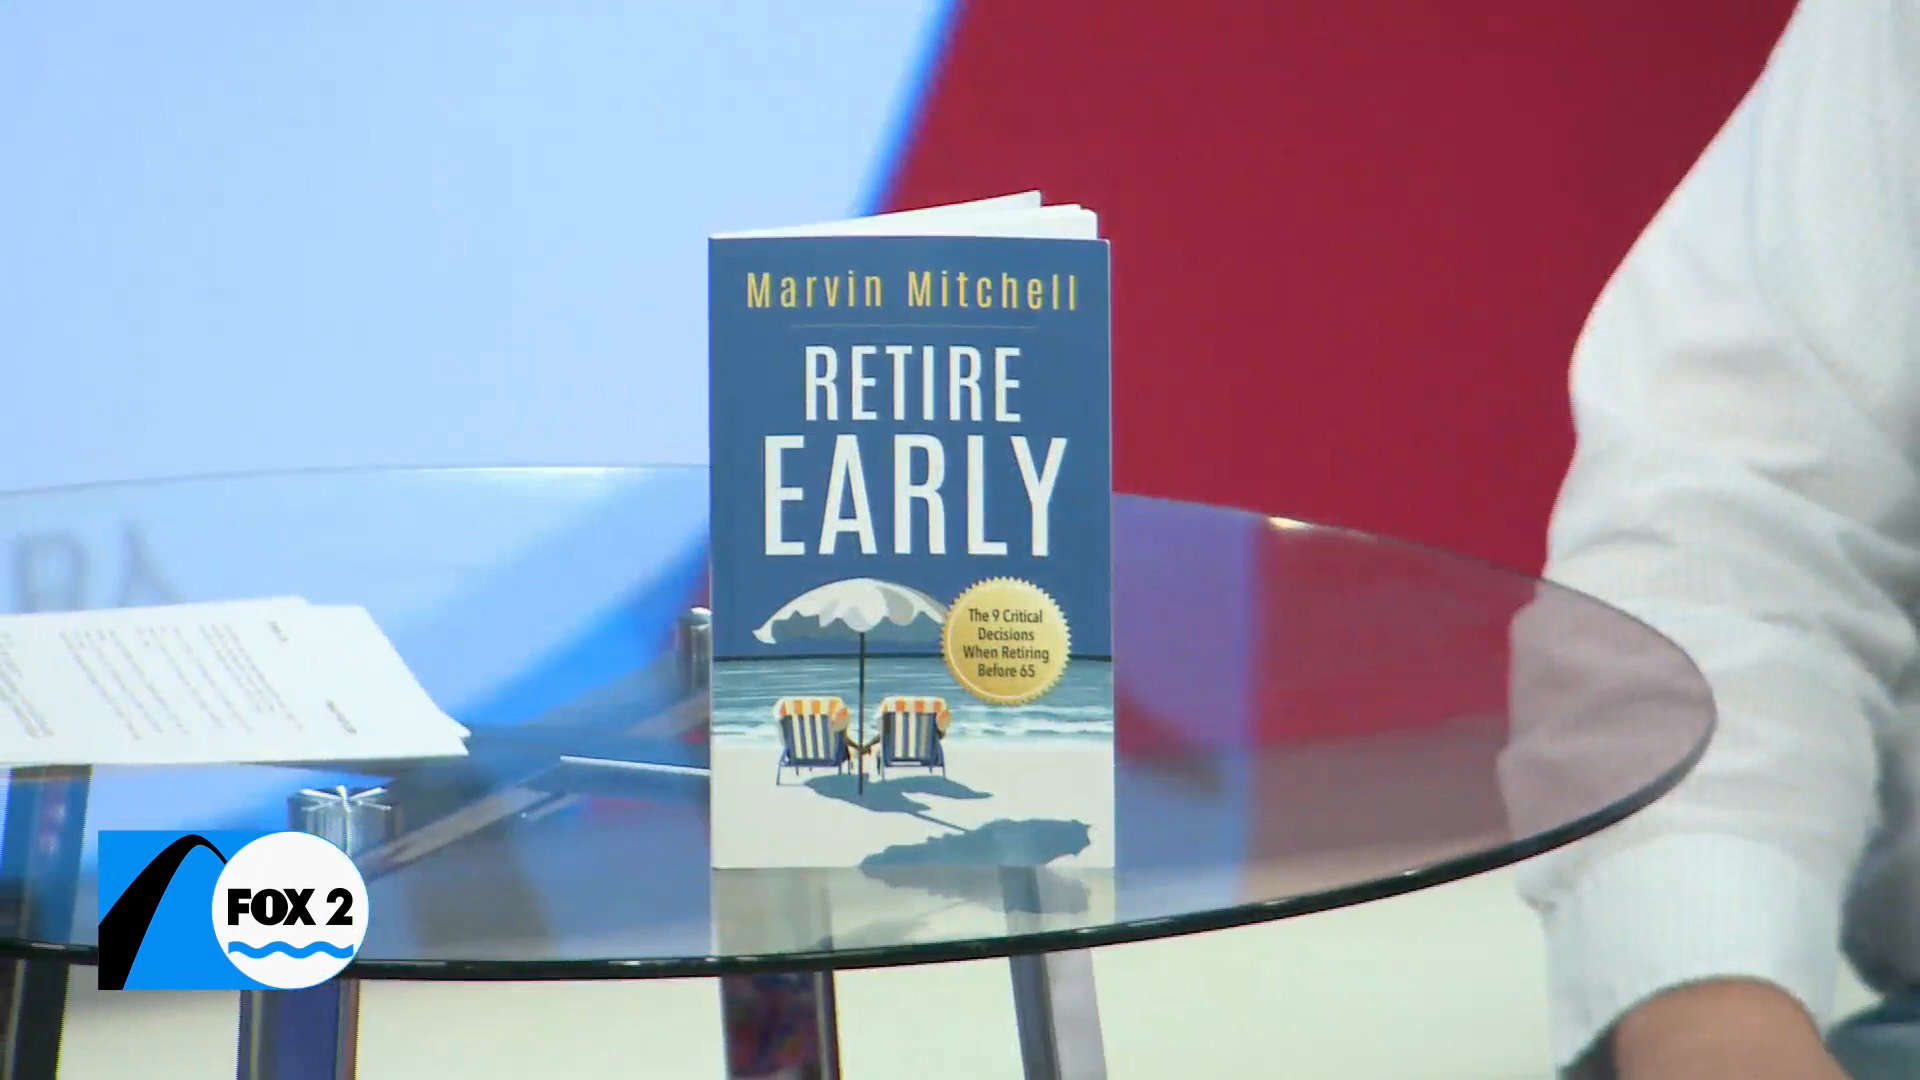 Marvin Mitchell
RETIRE
EARLY
The 9 Critical
Decisions
When Retiring
Before 65
FOX 2